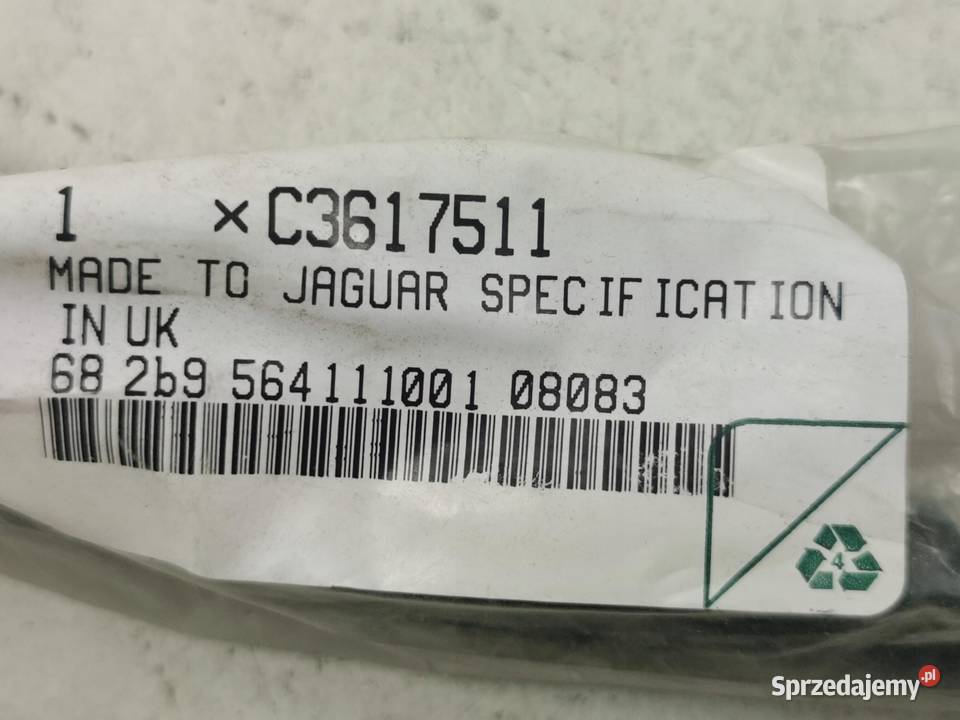 1 ×C3617511
MADE TO JAGUAR SPECIFICATION
IN UK
68 2b9 564111001 08083
4
Sprzedajemy.pl